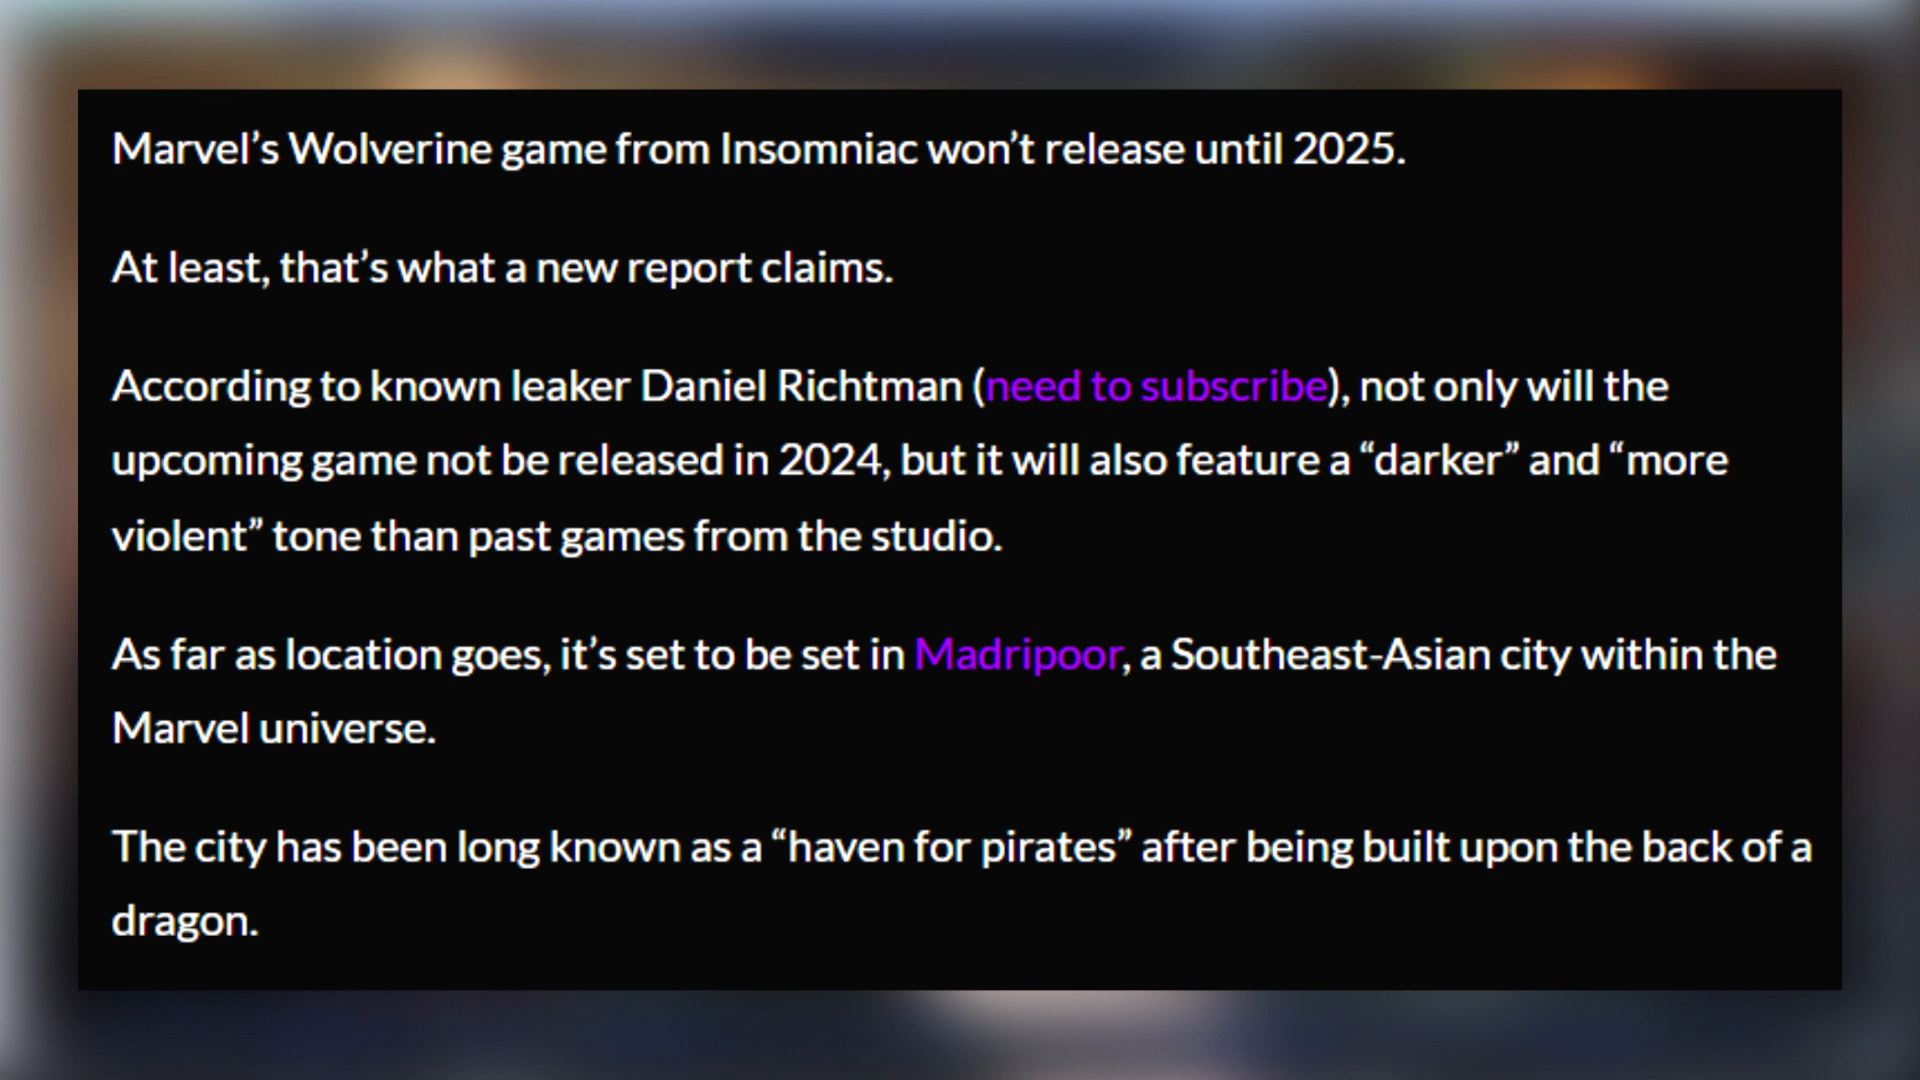 Marvel’s Wolverine game from Insomniac won’t release until 2025.
At least, that’s what a new report claims.
According to known leaker Daniel Richtman (need to subscribe), not only will the
upcoming game not be released in 2024, but it will also feature a “darker” and “more
violent” tone than past games from the studio.
As far as location goes, it’s set to be set in Madripoor, a Southeast-Asian city within the
Marvel universe.
The city has been long known as a “haven for pirates” after being built upon the back of a
dragon.